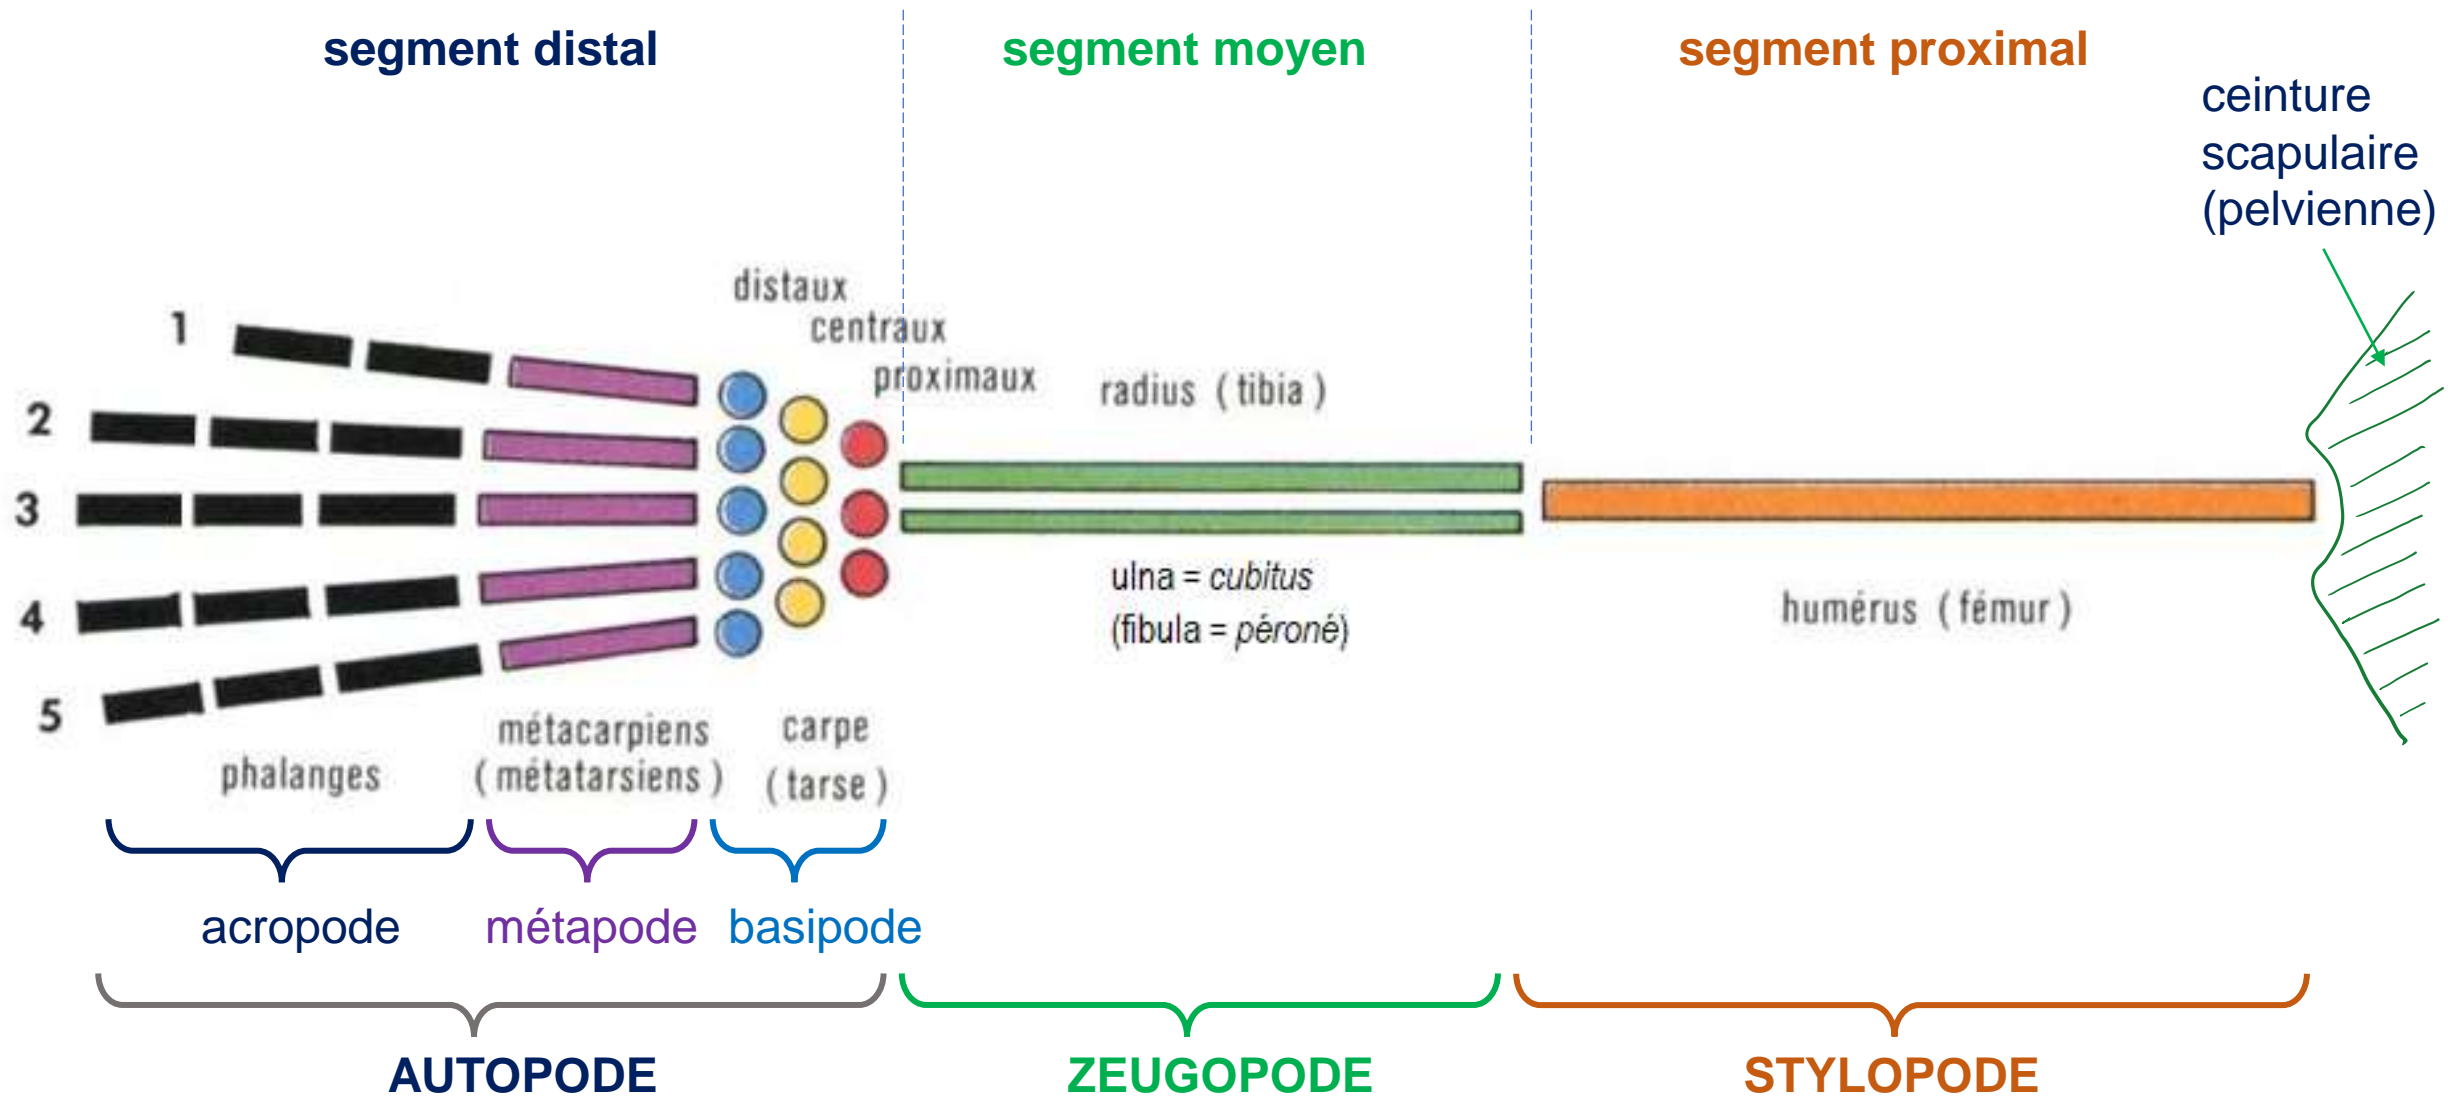 segment distal
segment moyen
segment proximal
ceinture
scapulaire
(pelvienne)
distaux
centraux
proximaux
radius ( tibia )
1
2
3
4
5
ulna = cubitus
(fibula = péroné)
humérus ( fémur )
phalanges
métacarpiens
( métatarsiens )
carpe
( tarse )
acropode
métapode
basipode
AUTOPODE
ZEUGOPODE
STYLOPODE